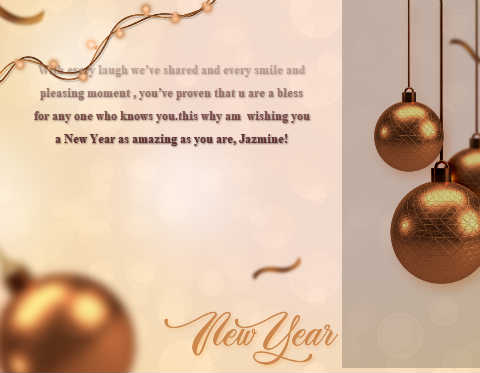 With every laugh we've shared and every smile and
pleasing moment , you've proven that u are a bless
for any one who knows you.this why am wishing you
a New Year as amazing as you are, Jazmine!
New Year